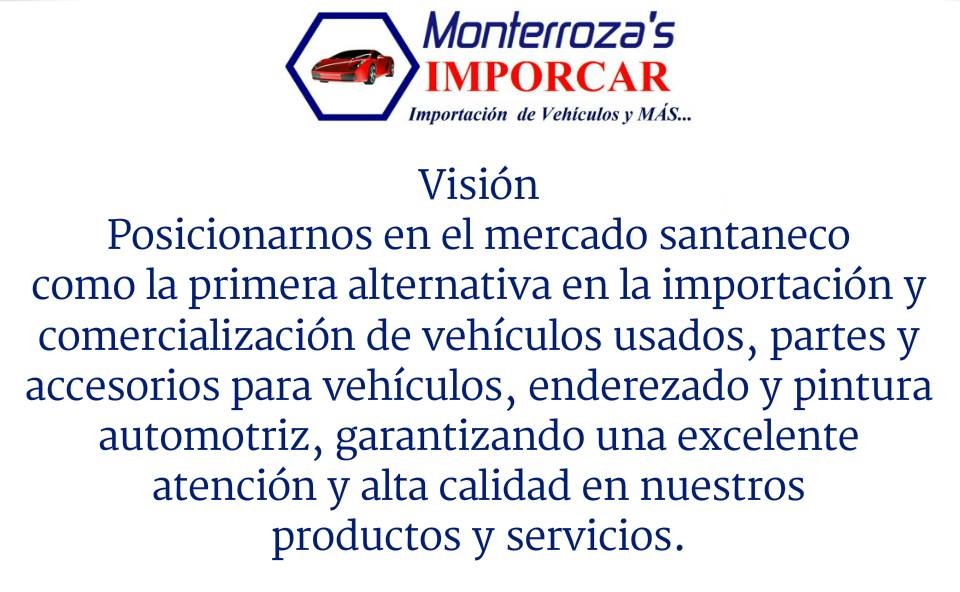 Monterroza's
IMPORCAR
Importación de Vehículos y MÁS...
Visión
Posicionarnos en el mercado santaneco
como la primera alternativa en la importación y
comercialización de vehículos usados, partes y
accesorios para vehículos, enderezado y pintura
automotriz, garantizando una excelente
atención y alta calidad en nuestros
productos y servicios.